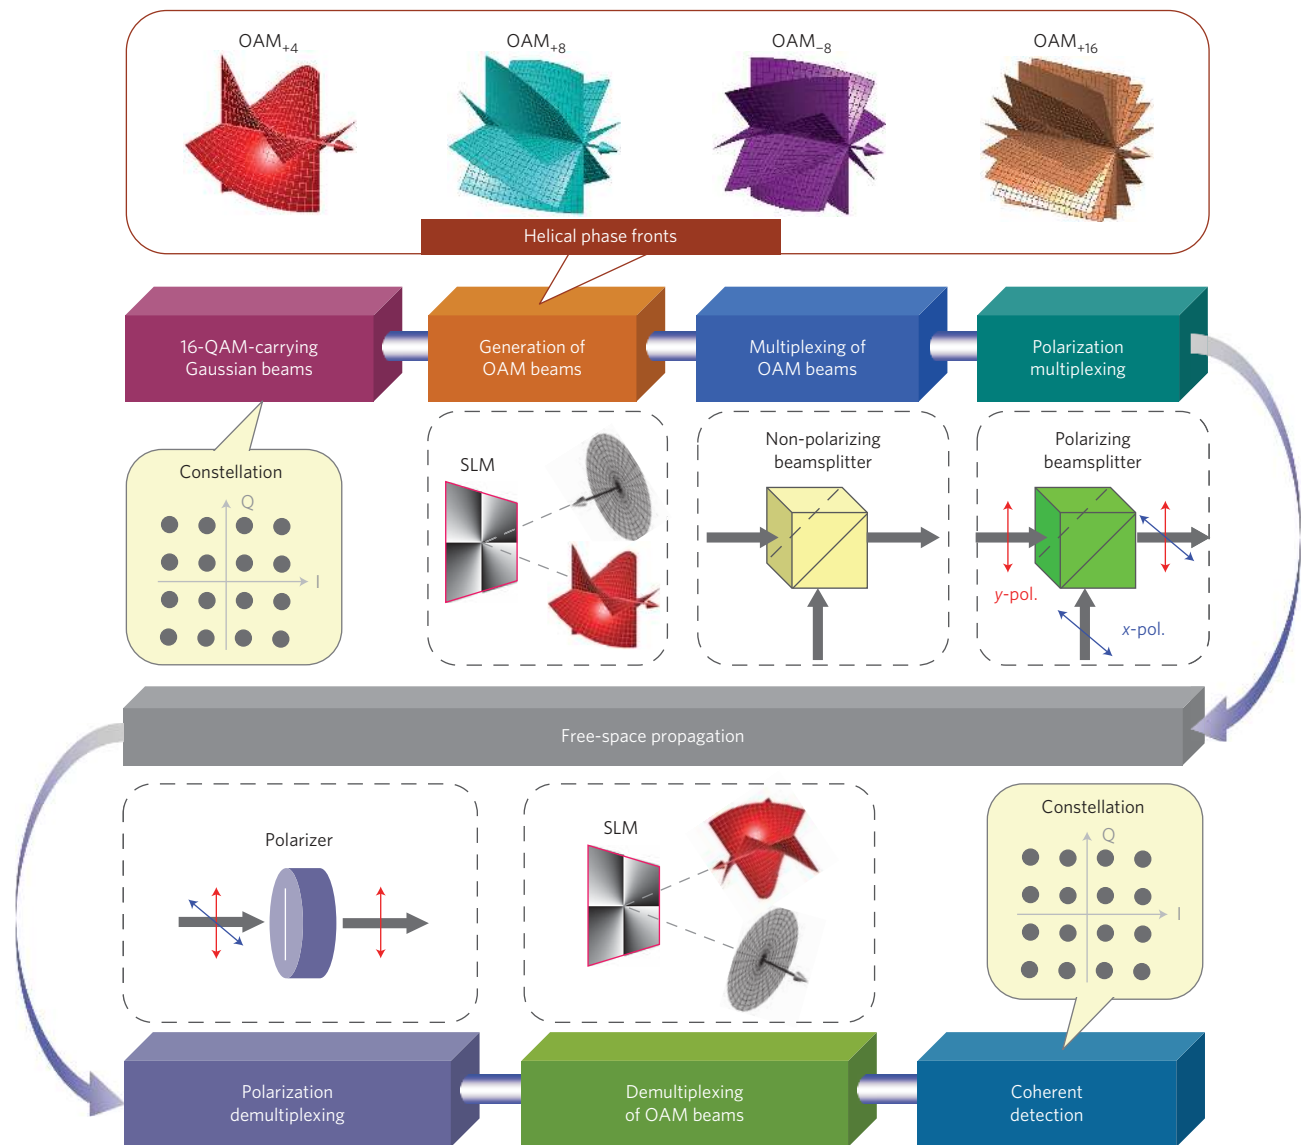 OAM+4
OAM+8
OAM−8
OAM+16
Helical phase fronts
16-QAM-carrying
Gaussian beams
Generation of
OAM beams
Multiplexing of
OAM beams
Polarization
multiplexing
Constellation
Q
I
SLM
Non-polarizing
beamsplitter
Polarizing
beamsplitter
y-pol.
x-pol.
Free-space propagation
Polarizer
SLM
Constellation
Q
I
Polarization
demultiplexing
Demultiplexing
of OAM beams
Coherent
detection